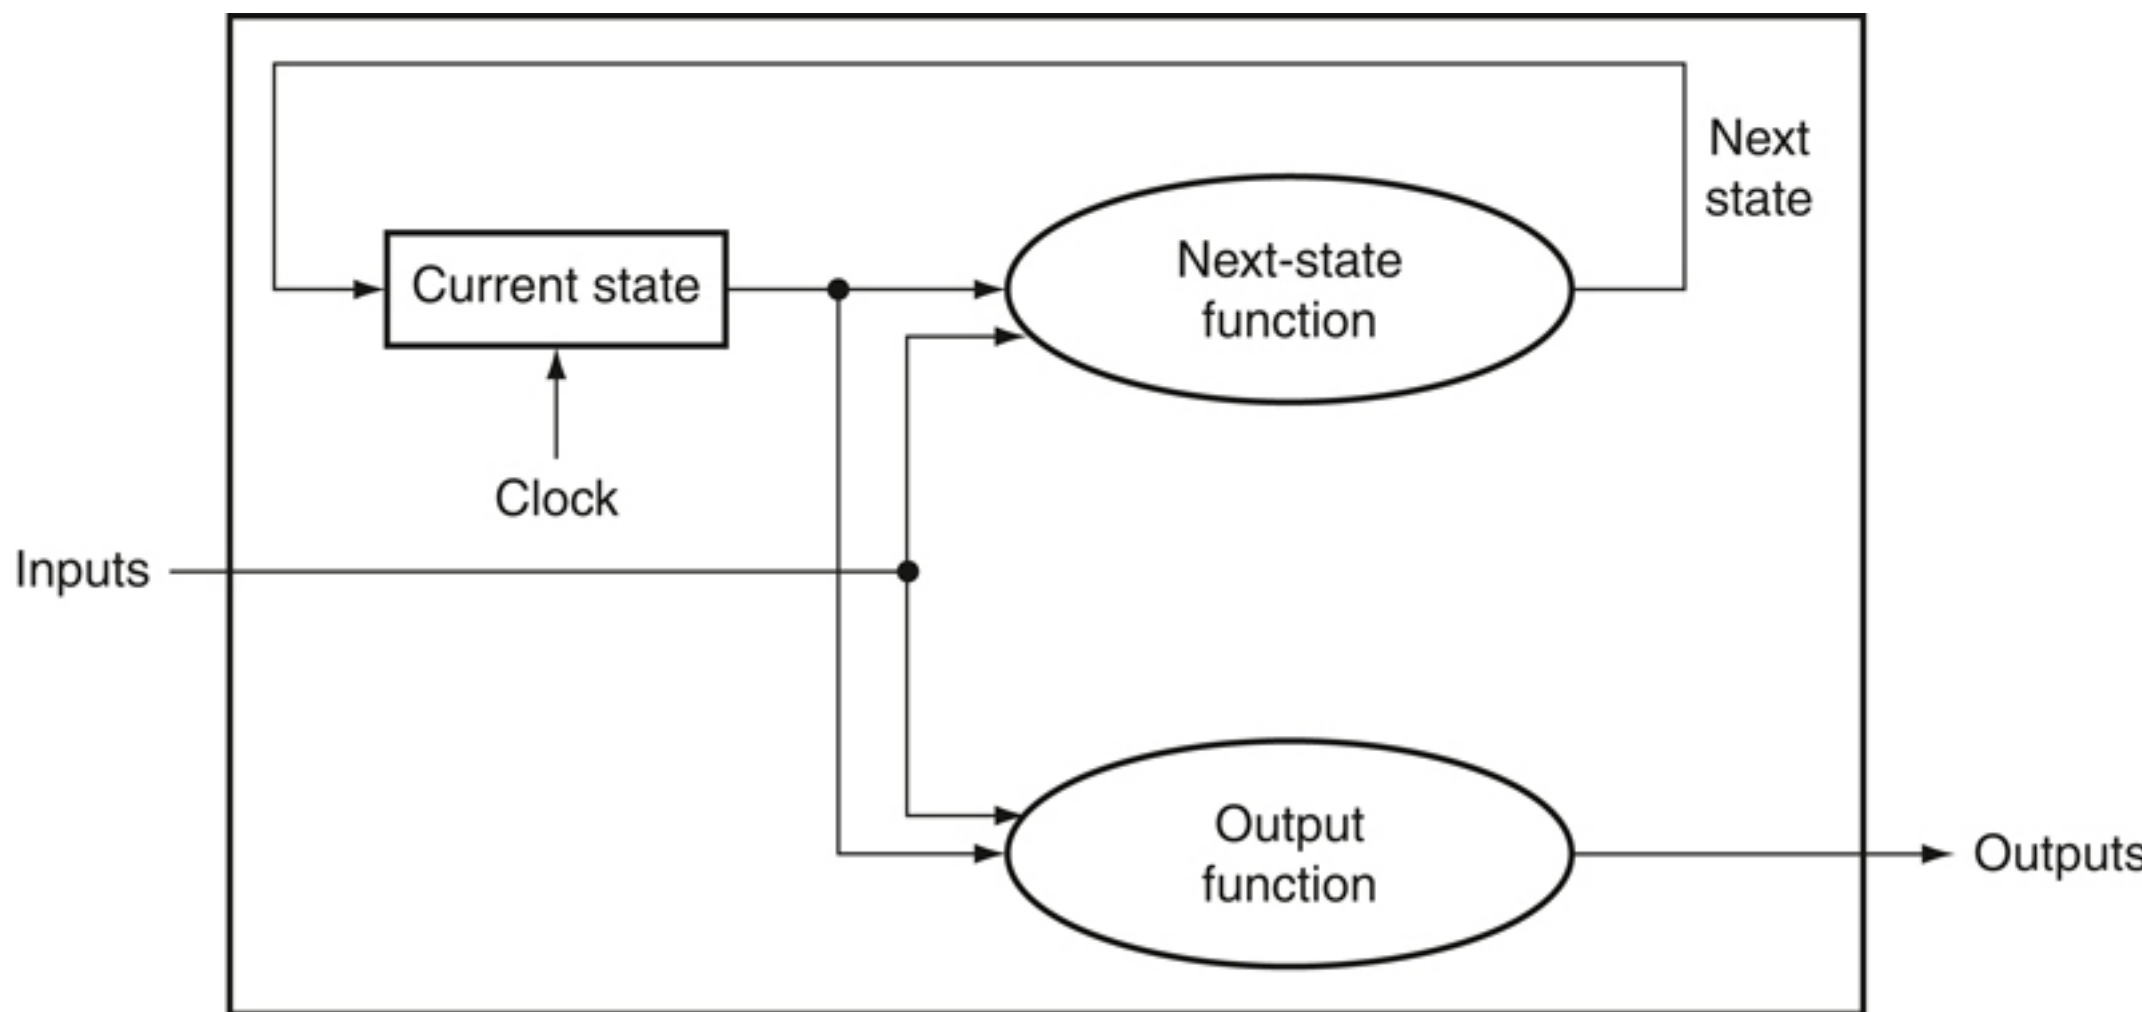 Next
state
Current state
Next-state
function
Clock
Inputs
Output
function
Outputs